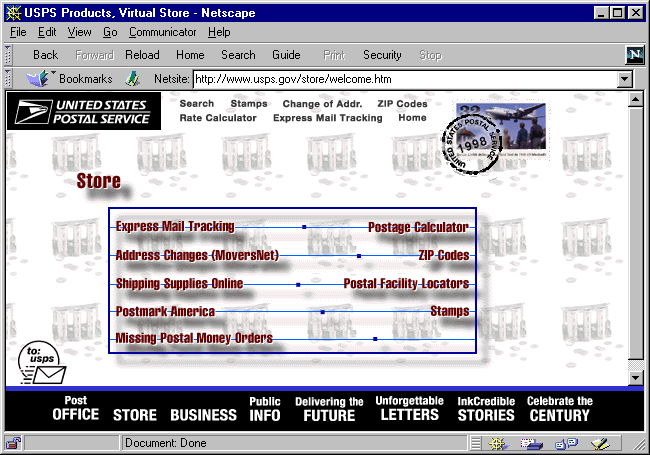 USPS Products, Virtual Store - Netscape
File Edit View Go Communicator Help
Back Forward Reload Home Search Guide Print Security Stop
Bookmarks Netsite: http://www.usps.gov/store/welcome.htm
UNITED STATES
POSTAL SERVICE
Search Stamps Change of Addr. ZIP Codes
Rate Calculator Express Mail Tracking Home
32
UNITED STATES POSTAL SERVICE
1998
Store
Express Mail Tracking Postage Calculator
Address Changes (MoversNet) ZIP Codes
Shipping Supplies Online Postal Facility Locators
Postmark America Stamps
Missing Postal Money Orders
to:
usps
Post Public Delivering the Unforgettable InkCredible Celebrate the
OFFICE STORE BUSINESS INFO FUTURE LETTERS STORIES CENTURY
Document: Done